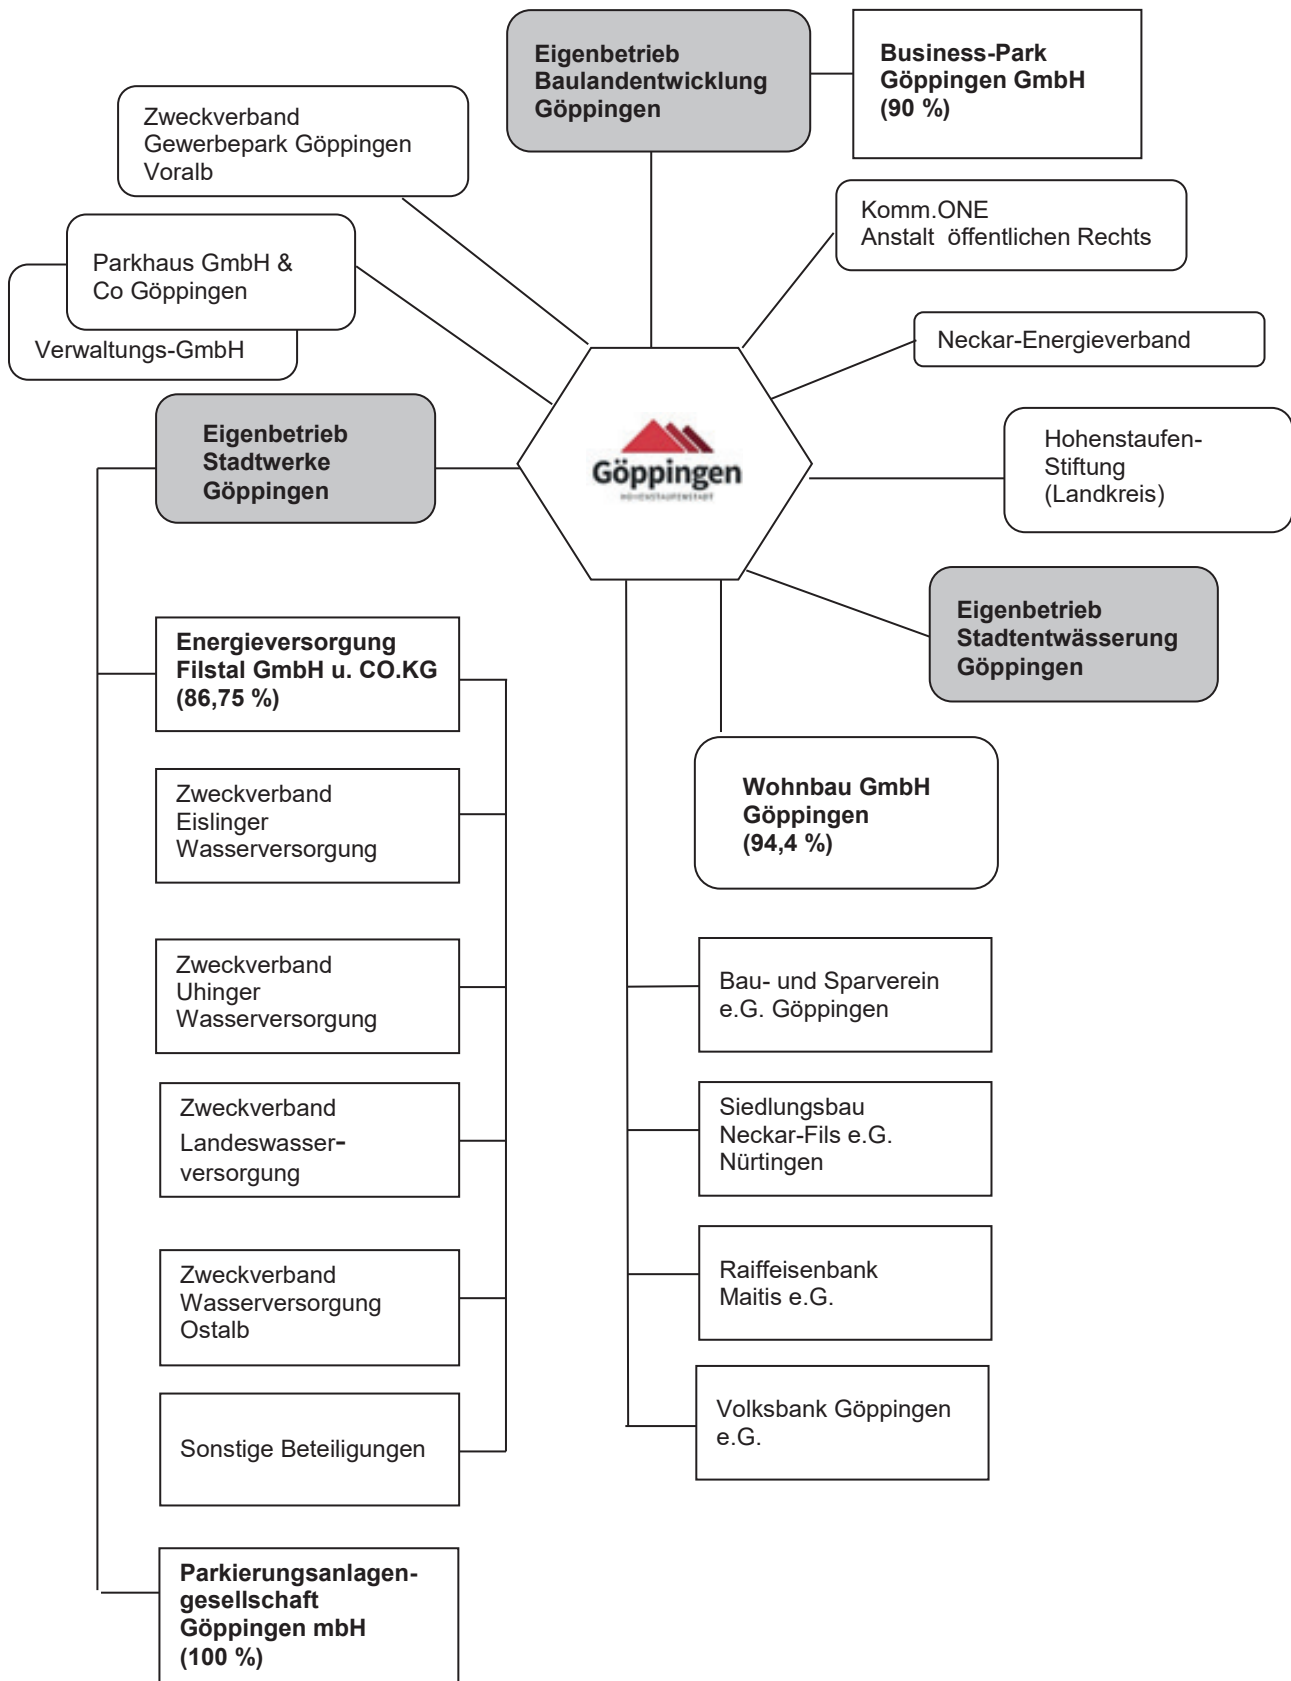 Eigenbetrieb
Baulandentwicklung
Göppingen
Business-Park
Göppingen GmbH
(90 %)
Zweckverband
Gewerbepark Göppingen
Voralb
Komm.ONE
Anstalt öffentlichen Rechts
Parkhaus GmbH &
Co Göppingen
Verwaltungs-GmbH
Neckar-Energieverband
Eigenbetrieb
Stadtwerke
Göppingen
Göppingen
HOHENSTAUFENSTADT
Hohenstaufen-
Stiftung
(Landkreis)
Eigenbetrieb
Stadtentwässerung
Göppingen
Energieversorgung
Filstal GmbH u. CO.KG
(86,75 %)
Zweckverband
Eislinger
Wasserversorgung
Wohnbau GmbH
Göppingen
(94,4 %)
Zweckverband
Uhinger
Wasserversorgung
Bau- und Sparverein
e.G. Göppingen
Zweckverband
Landeswasser-
versorgung
Siedlungsbau
Neckar-Fils e.G.
Nürtingen
Zweckverband
Wasserversorgung
Ostalb
Raiffeisenbank
Maitis e.G.
Sonstige Beteiligungen
Volksbank Göppingen
e.G.
Parkierungsanlagen-
gesellschaft
Göppingen mbH
(100 %)